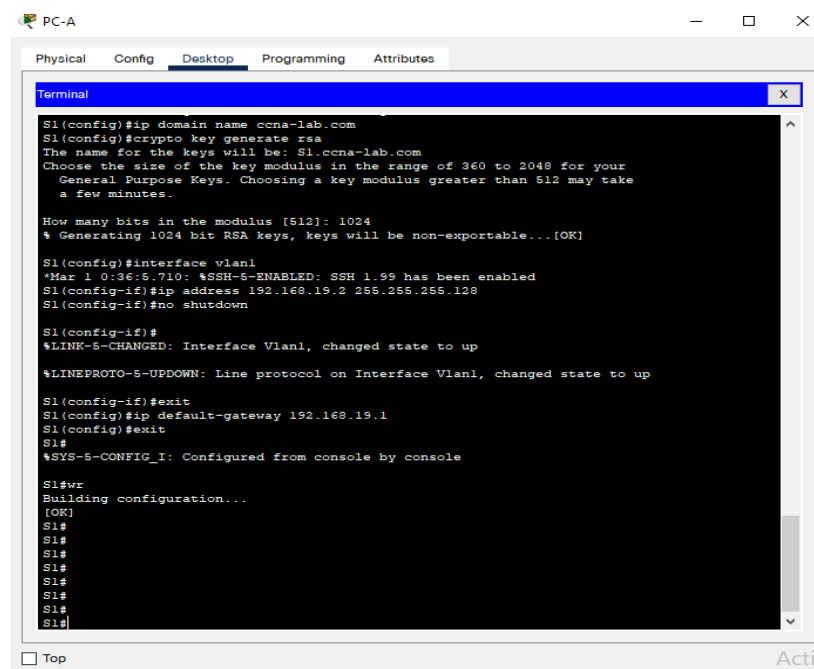 PC-A
Physical Config Desktop Programming Attributes
Terminal
X
S1(config)#ip domain name ccna-lab.com
S1(config)#crypto key generate rsa
The name for the keys will be: S1.ccna-lab.com
Choose the size of the key modulus in the range of 360 to 2048 for your
General Purpose Keys. Choosing a key modulus greater than 512 may take
a few minutes.
How many bits in the modulus [512]: 1024
% Generating 1024 bit RSA keys, keys will be non-exportable...[OK]
S1(config)#interface vlan1
*Mar 1 0:36:5.710: %SSH-5-ENABLED: SSH 1.99 has been enabled
S1(config-if)#ip address 192.168.19.2 255.255.255.128
S1(config-if)#no shutdown
S1(config-if)#
%LINK-5-CHANGED: Interface Vlan1, changed state to up
%LINEPROTO-5-UPDOWN: Line protocol on Interface Vlan1, changed state to up
S1(config-if)#exit
S1(config)#ip default-gateway 192.168.19.1
S1(config)#exit
S1#
%SYS-5-CONFIG_I: Configured from console by console
S1#wr
Building configuration...
[OK]
S1#
S1#
S1#
S1#
S1#
S1#
S1#
S1#
Top
Acti